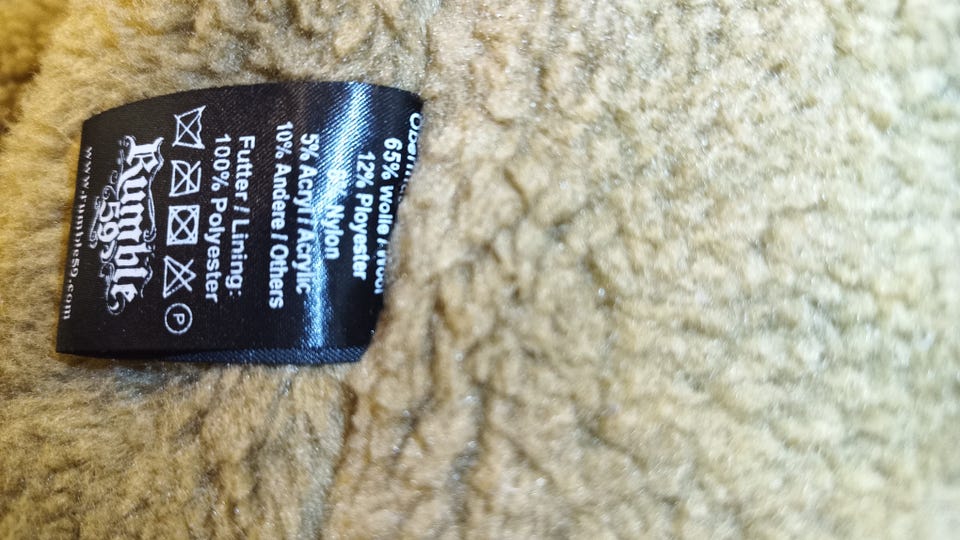 65% Wolle /
12% Ployester
Nylon
5% Acryl / Acrylic
10% Andere / Others
Futter / Lining:
100% Polyester
P
Rumble
59
www.rumble59.com